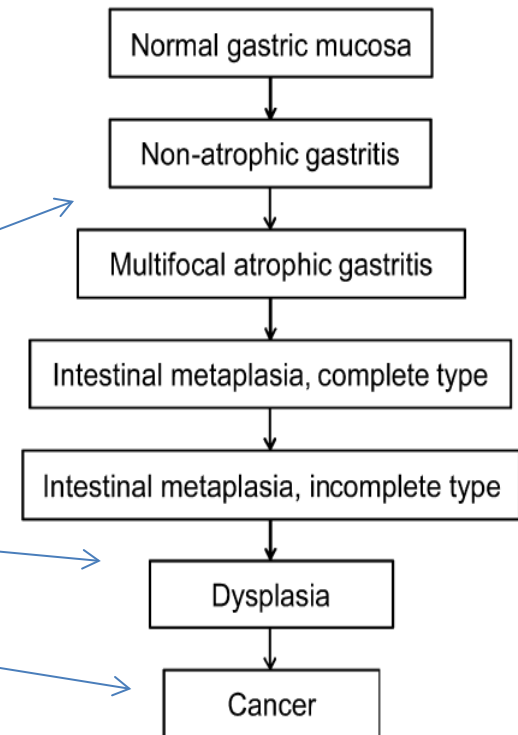 Normal gastric mucosa
Non-atrophic gastritis
Multifocal atrophic gastritis
Intestinal metaplasia, complete type
Intestinal metaplasia, incomplete type
Dysplasia
Cancer